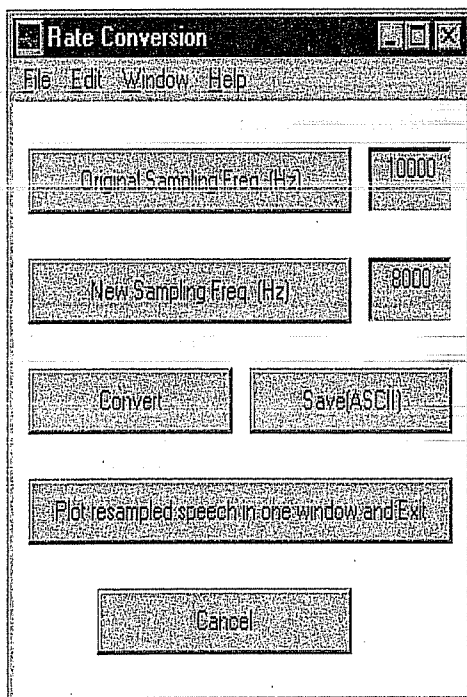 Rate Conversion
File Edit Window Help
Original Sampling Freq. (Hz) 10000
New Sampling Freq. (Hz) 8000
Convert Save(ASCII)
Plot resampled speech in one window and Exit
Cancel